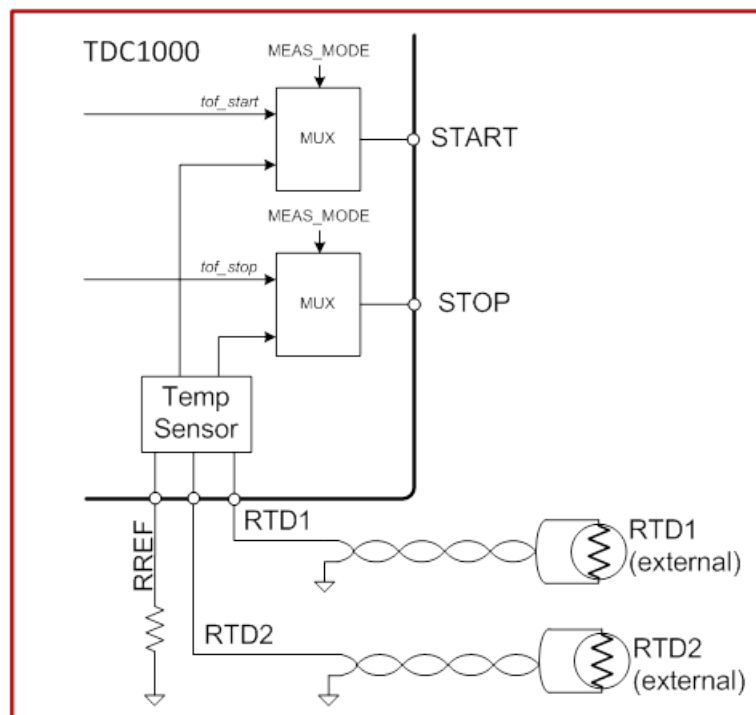 TDC1000
MEAS_MODE
tof_start
MUX
START
MEAS_MODE
tof_stop
MUX
STOP
Temp
Sensor
RREF
RTD1
RTD1
(external)
RTD2
RTD2
(external)